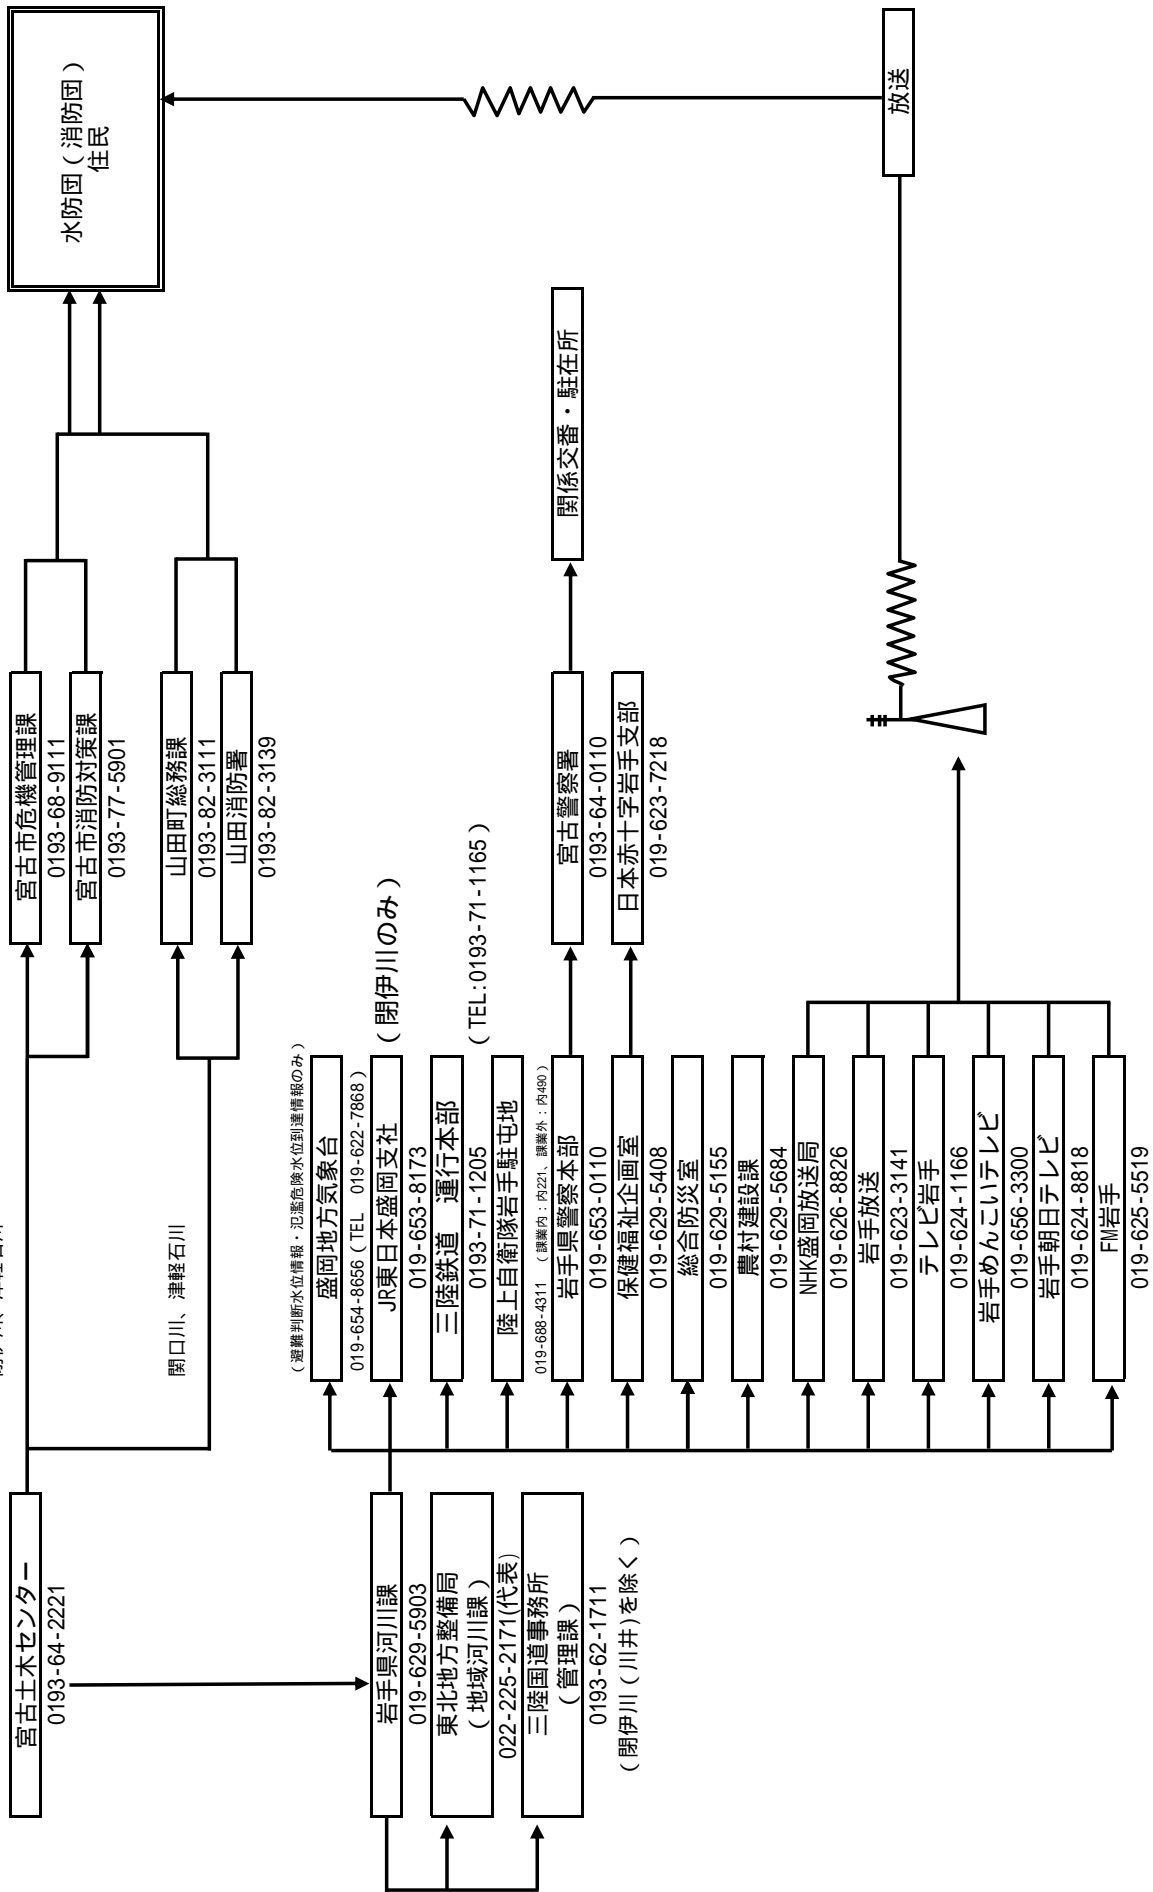 宮古土木センター
0193-64-2221
岩手県河川課
019-629-5903
東北地方整備局
(地域河川課)
022-225-2171(代表)
三陸国道事務所
(管理課)
0193-62-1711
(閉伊川(川井)を除く)
関口川、津軽石川
(避難判断水位情報・氾濫危険水位到達情報のみ)
盛岡地方気象台
019-654-8656(TEL 019-622-7868)
JR東日本盛岡支社
(閉伊川のみ)
019-653-8173
三陸鉄道 運行本部
0193-71-1205
(TEL:0193-71-1165)
陸上自衛隊岩手駐屯地
019-688-4311 (課業内:内221、課業外:内490)
岩手県警察本部
019-653-0110
保健福祉企画室
019-629-5408
総合防災室
019-629-5155
農村建設課
019-629-5684
NHK盛岡放送局
019-626-8826
岩手放送
019-623-3141
テレビ岩手
019-624-1166
岩手めんこいテレビ
019-656-3300
岩手朝日テレビ
019-624-8818
FM岩手
019-625-5519
宮古市危機管理課
0193-68-9111
宮古市消防対策課
0193-77-5901
山田町総務課
0193-82-3111
山田消防署
0193-82-3139
宮古警察署
0193-64-0110
日本赤十字岩手支部
019-623-7218
関係交番・駐在所
水防団(消防団)
住民
放送